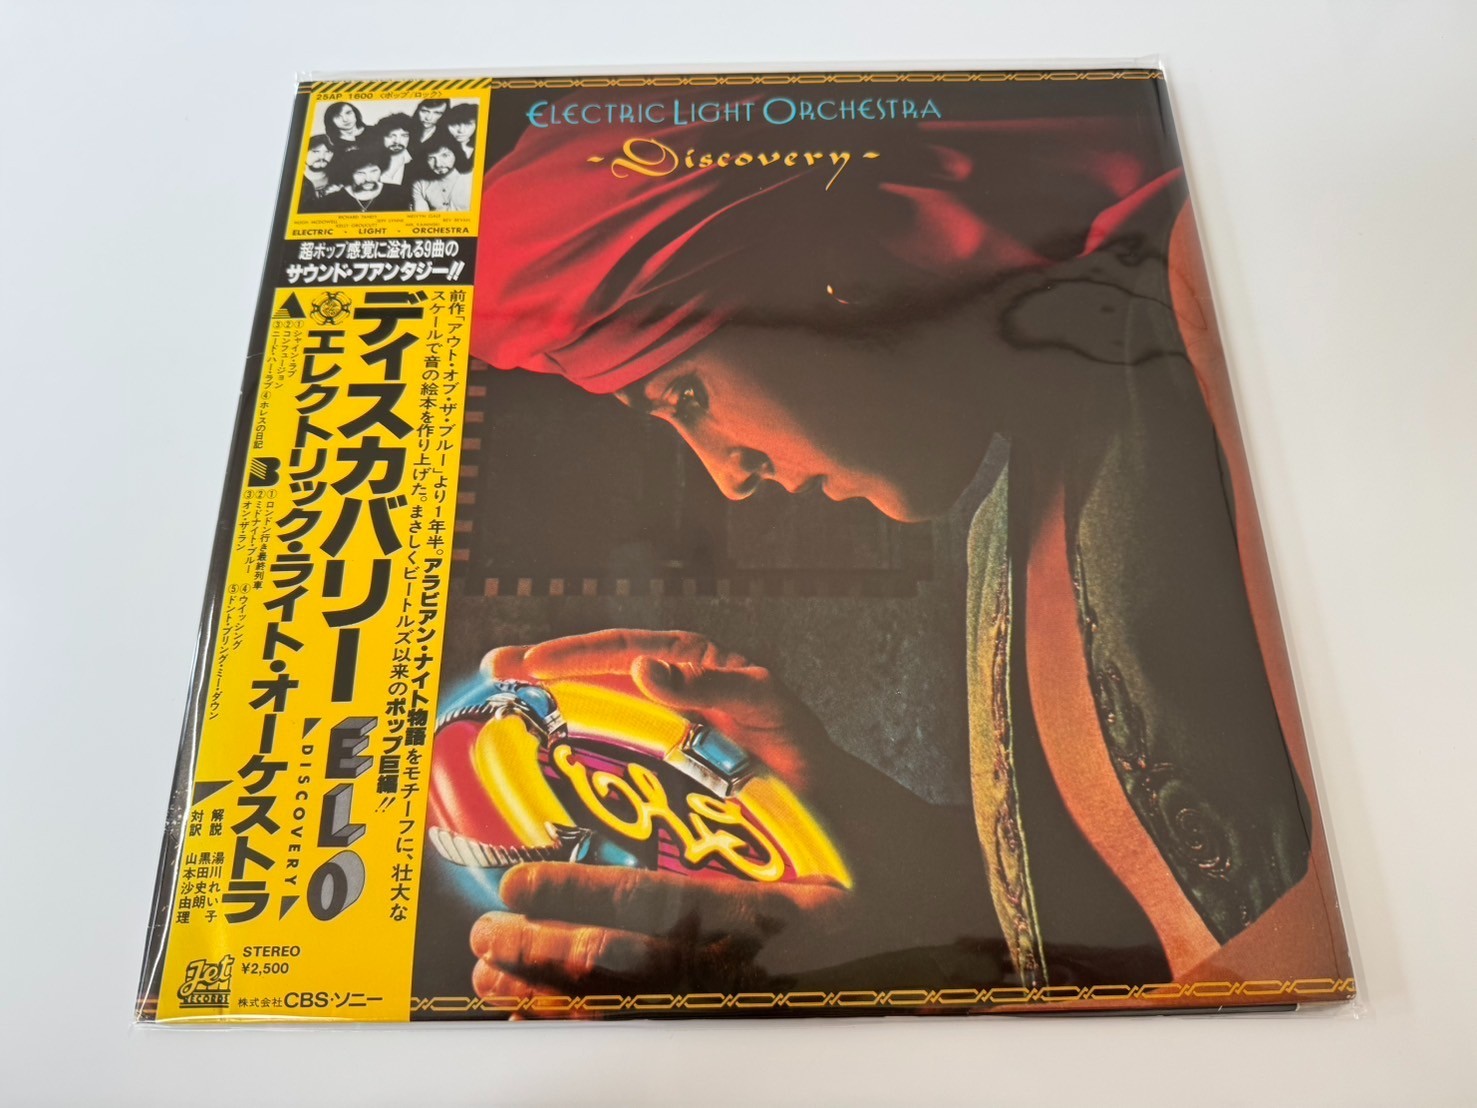 25AP 1600 〈ポップ/ロック〉
ELECTRIC・LIGHT・ORCHESTRA
超ポップ感覚に溢れる9曲の
サウンド・ファンタジー!!
前作「アウト・オブ・ザ・ブルー」より1年半。アラビアン・ナイト物語をモチーフに、壮大な
スケールで音の絵本を作り上げた。まさしくビートルズ以来のポップ巨編!!
ディスカバリー
ELO
エレクトリック・ライト・オーケストラ
DISCOVERY
A
①シャイン・ラブ
②コンフュージョン
③ニード・ハー・ラブ
④ホレスの日記
B
①ロンドン行き最終列車
②ミドナイト・ブルー
③オン・ザ・ラン
④ウイッシング
⑤ドント・ブリング・ミー・ダウン
解説 湯川れい子
黒田史朗
対訳 山本沙由理
STEREO
¥2,500
Jet
RECORDS
株式会社CBS・ソニー
ELECTRIC LIGHT ORCHESTRA
-Discovery-
ELO